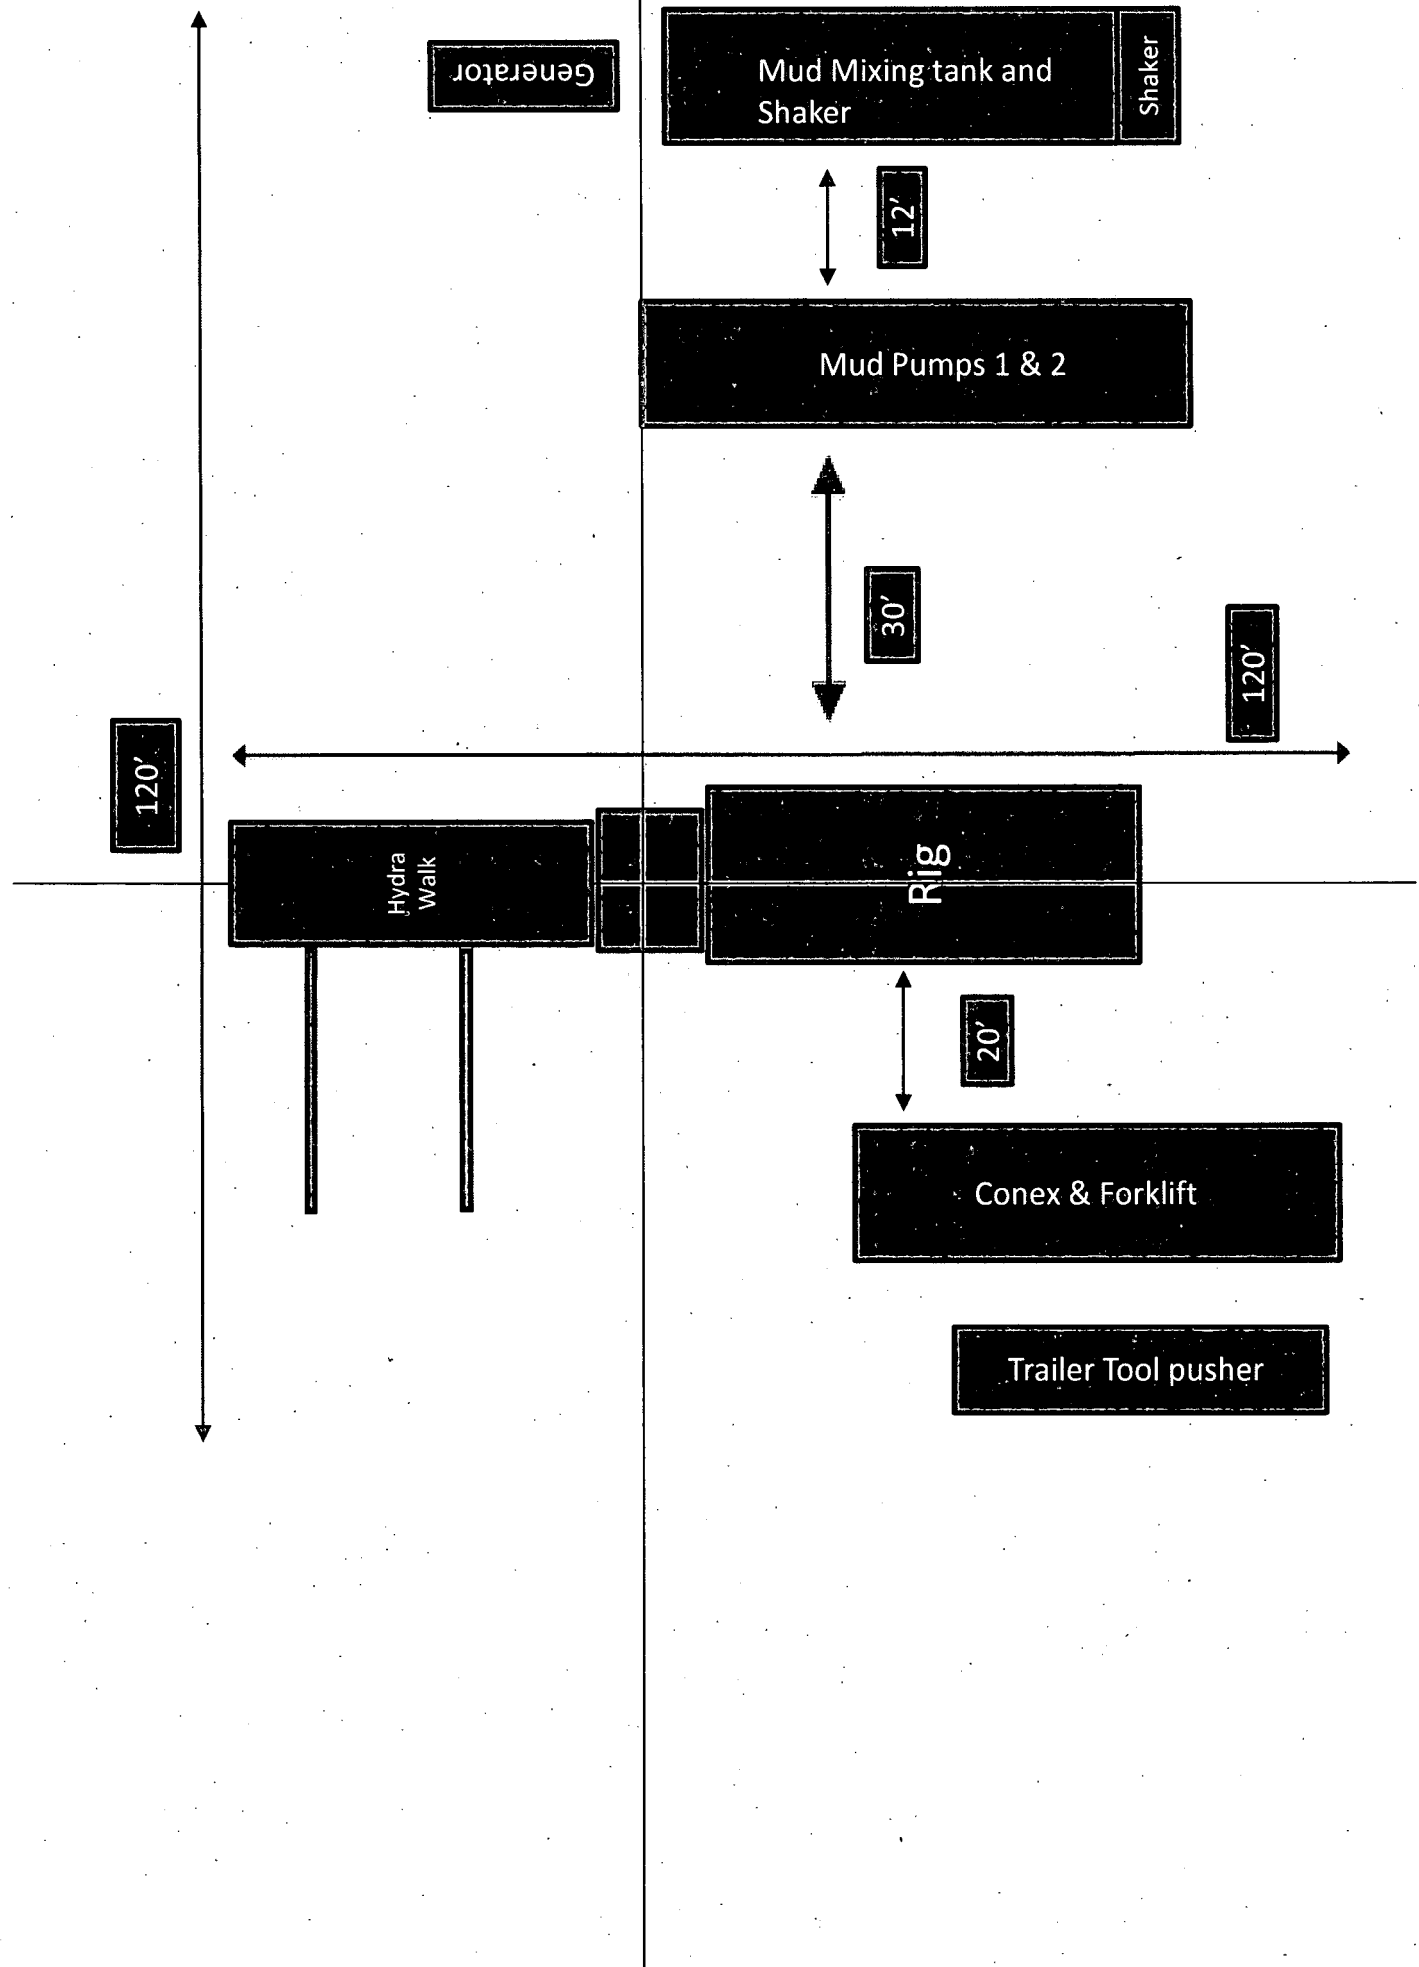 Generator
Mud Mixing tank and
Shaker
Shaker
12'
Mud Pumps 1 & 2
30'
120'
120'
Hydra
Walk
Rig
20'
Conex & Forklift
Trailer Tool pusher